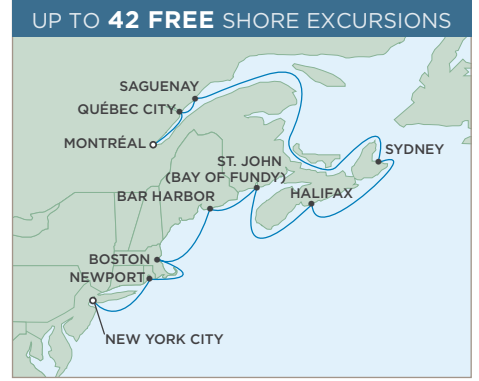 UP TO 42 FREE SHORE EXCURSIONS
SAGUENAY
QUÉBEC CITY
MONTRÉAL
SYDNEY
ST. JOHN
(BAY OF FUNDY)
BAR HARBOR
HALIFAX
BOSTON
NEWPORT
NEW YORK CITY